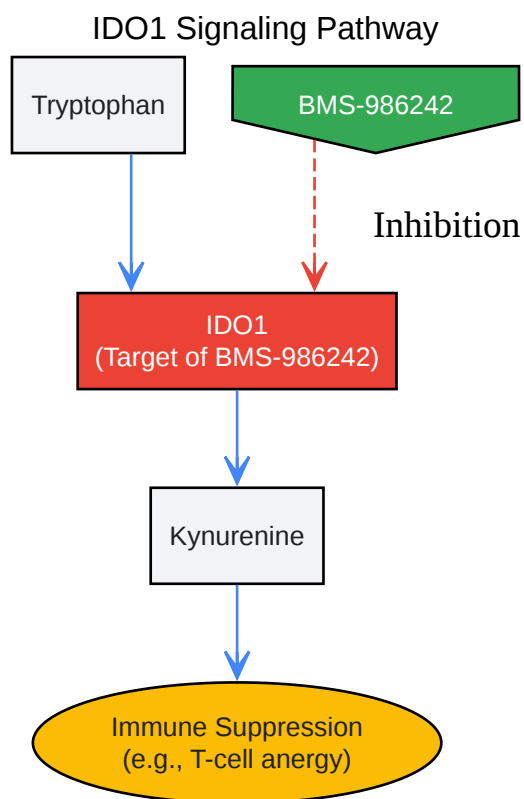 IDO1 Signaling Pathway
Tryptophan
BMS-986242
Inhibition
IDO1
(Target of BMS-986242)
Kynurenine
Immune Suppression
(e.g., T-cell anergy)